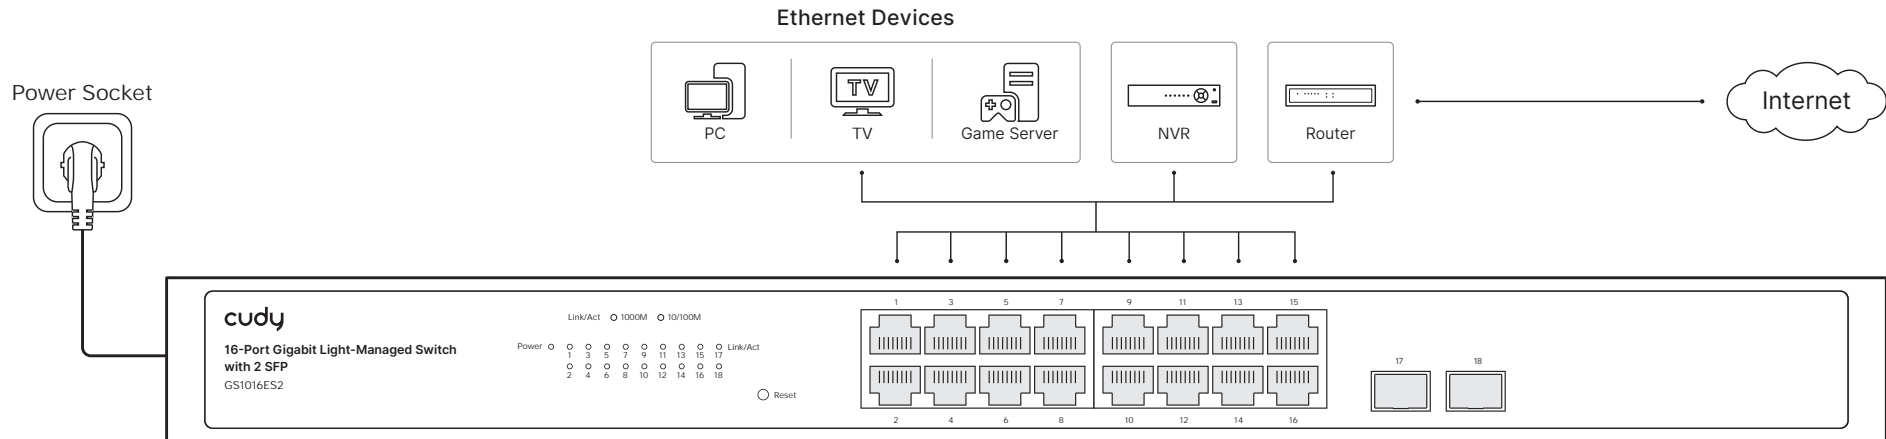 Ethernet Devices
Power Socket
PC
TV
TV
Game Server
NVR
Router
Internet
cudy
16-Port Gigabit Light-Managed Switch
with 2 SFP
GS1016ES2
Link/Act 1000M 10/100M
Power 1 3 5 7 9 11 13 15 17 Link/Act
2 4 6 8 10 12 14 16 18
Reset
1 3 5 7 9 11 13 15
2 4 6 8 10 12 14 16
17 18